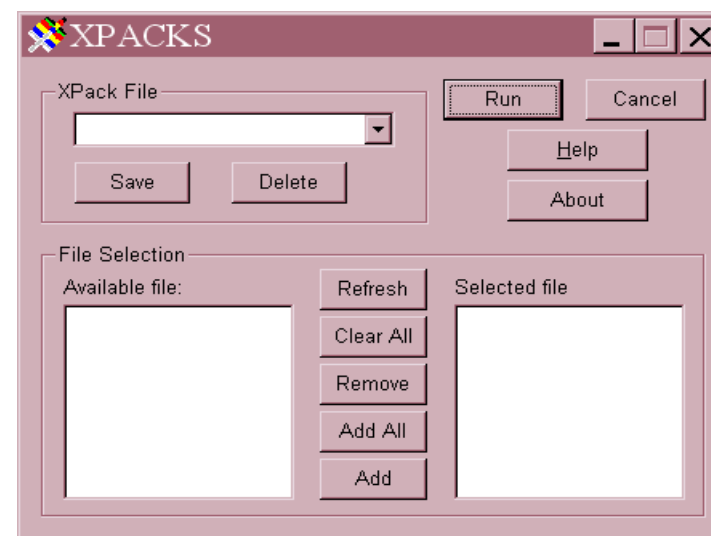 XPACKS
XPack File
Run
Cancel
Save
Delete
Help
About
File Selection
Available file:
Refresh
Selected file
Clear All
Remove
Add All
Add